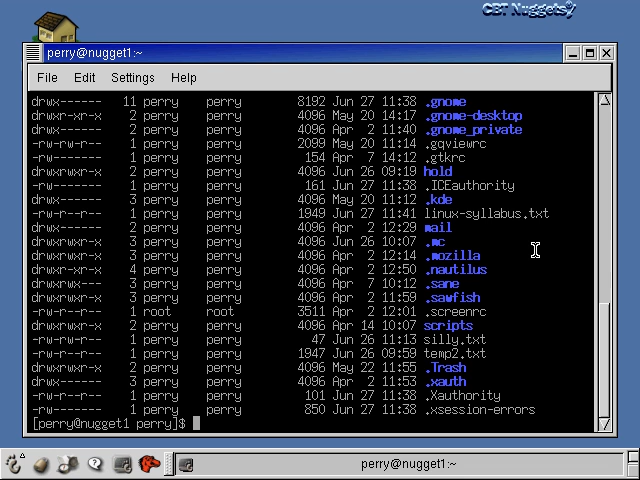 CBT Nuggets
perry@nugget1:~
File Edit Settings Help
drwx------ 11 perry perry 8192 Jun 27 11:38 .gnome
drwxr-xr-x 2 perry perry 4096 May 20 14:17 .gnome-desktop
drwx------ 2 perry perry 4096 Apr 2 11:40 .gnome_private
-rw-rw-r-- 1 perry perry 2099 May 20 11:14 .gqviewrc
-rw------- 1 perry perry 154 Apr 7 14:12 .gtkrc
drwxrwxr-x 2 perry perry 4096 Jun 26 09:19 hold
-rw------- 1 perry perry 161 Jun 27 11:38 .ICEauthority
drwx------ 3 perry perry 4096 May 20 11:12 .kde
-rw-r--r-- 1 perry perry 1949 Jun 27 11:41 linux-syllabus.txt
drwx------ 2 perry perry 4096 Apr 2 12:29 mail
drwxrwxr-x 3 perry perry 4096 Jun 26 10:07 .mc
drwxrwxr-x 3 perry perry 4096 Apr 2 12:14 .mozilla
drwxr-xr-x 4 perry perry 4096 Apr 2 12:50 .nautilus
drwxrwx--- 3 perry perry 4096 Apr 7 10:12 .sane
drwxrwxr-x 3 perry perry 4096 Apr 2 11:59 .sawfish
-rw-r--r-- 1 root root 3511 Apr 2 12:01 .screenrc
drwxrwxr-x 2 perry perry 4096 Apr 14 10:07 scripts
-rw-rw-r-- 1 perry perry 47 Jun 26 11:13 silly.txt
-rw-r--r-- 1 perry perry 1947 Jun 26 09:59 temp2.txt
drwxrwxr-x 2 perry perry 4096 May 22 11:55 .Trash
drwx------ 3 perry perry 4096 Apr 2 11:53 .xauth
-rw-r--r-- 1 perry perry 101 Jun 27 11:38 .Xauthority
-rw------- 1 perry perry 850 Jun 27 11:38 .xsession-errors
[perry@nugget1 perry]$
perry@nugget1:~